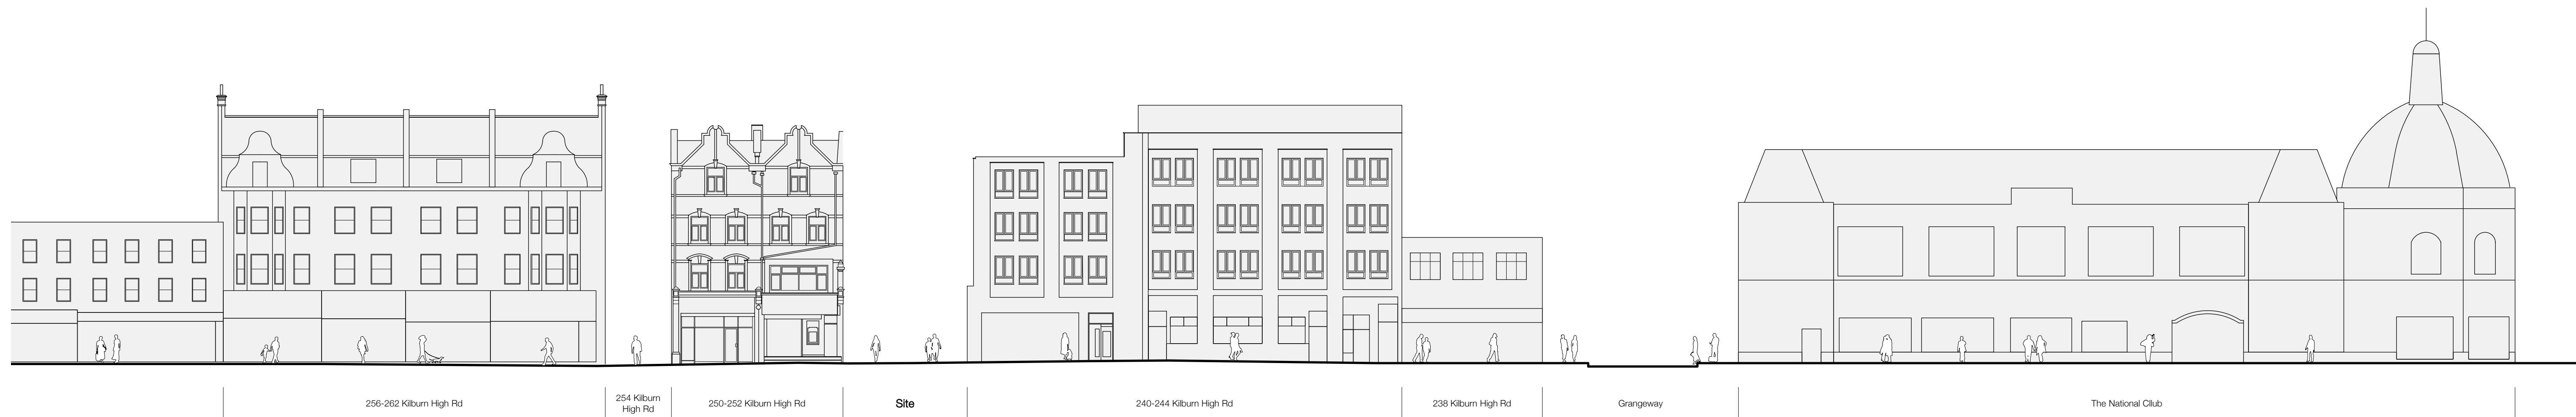 256-262 Kilburn High Rd
254 Kilburn
High Rd
250-252 Kilburn High Rd
Site
240-244 Kilburn High Rd
238 Kilburn High Rd
Grangeway
The National Cllub